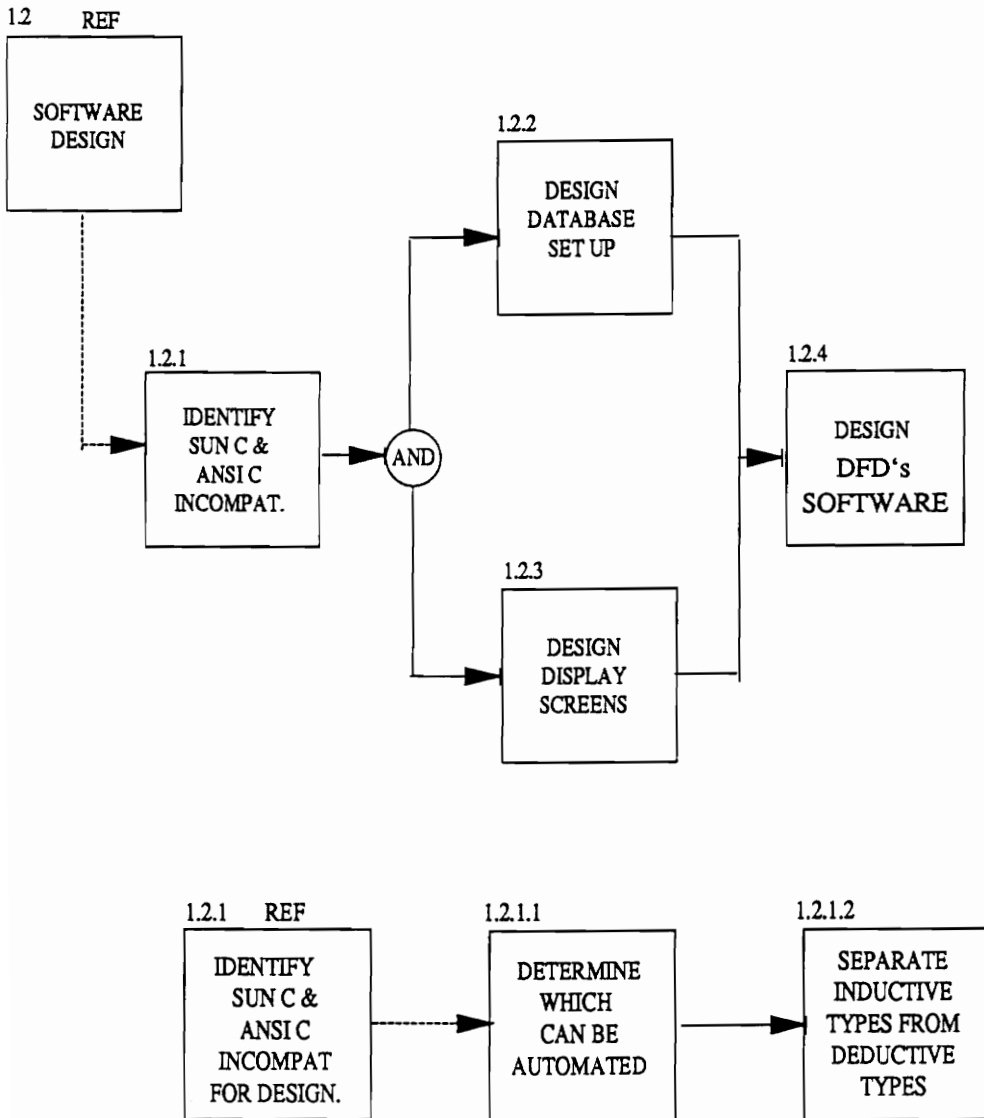 1.2 REF
SOFTWARE
DESIGN
1.2.2
DESIGN
DATABASE
SET UP
1.2.1
IDENTIFY
SUN C &
ANSI C
INCOMPAT.
AND
1.2.4
DESIGN
DFD‘s
SOFTWARE
1.2.3
DESIGN
DISPLAY
SCREENS
1.2.1 REF
IDENTIFY
SUN C &
ANSI C
INCOMPAT
FOR DESIGN.
1.2.1.1
DETERMINE
WHICH
CAN BE
AUTOMATED
1.2.1.2
SEPARATE
INDUCTIVE
TYPES FROM
DEDUCTIVE
TYPES